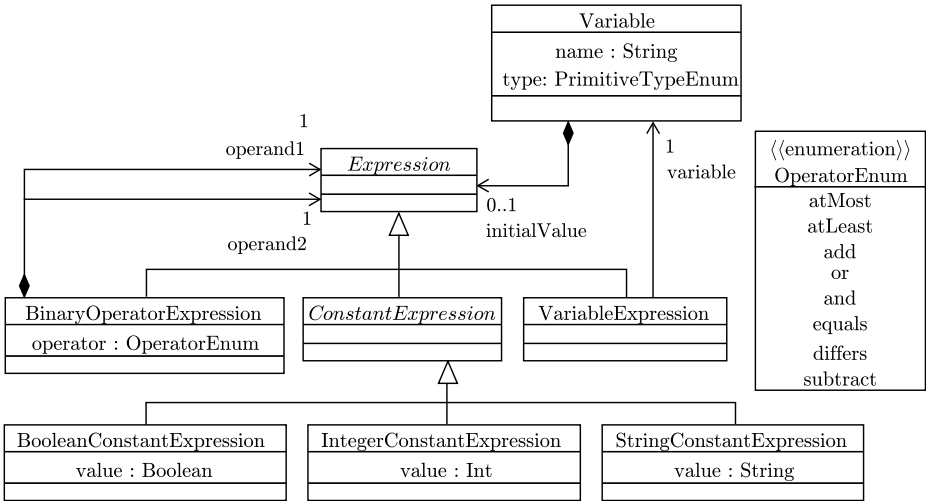 Variable
name : String
type: PrimitiveTypeEnum
1
operand1
Expression
1
operand2
0..1
initialValue
1
variable
⟨⟨enumeration⟩⟩
OperatorEnum
atMost
atLeast
add
or
and
equals
differs
subtract
BinaryOperatorExpression
operator : OperatorEnum
ConstantExpression
VariableExpression
BooleanConstantExpression
value : Boolean
IntegerConstantExpression
value : Int
StringConstantExpression
value : String